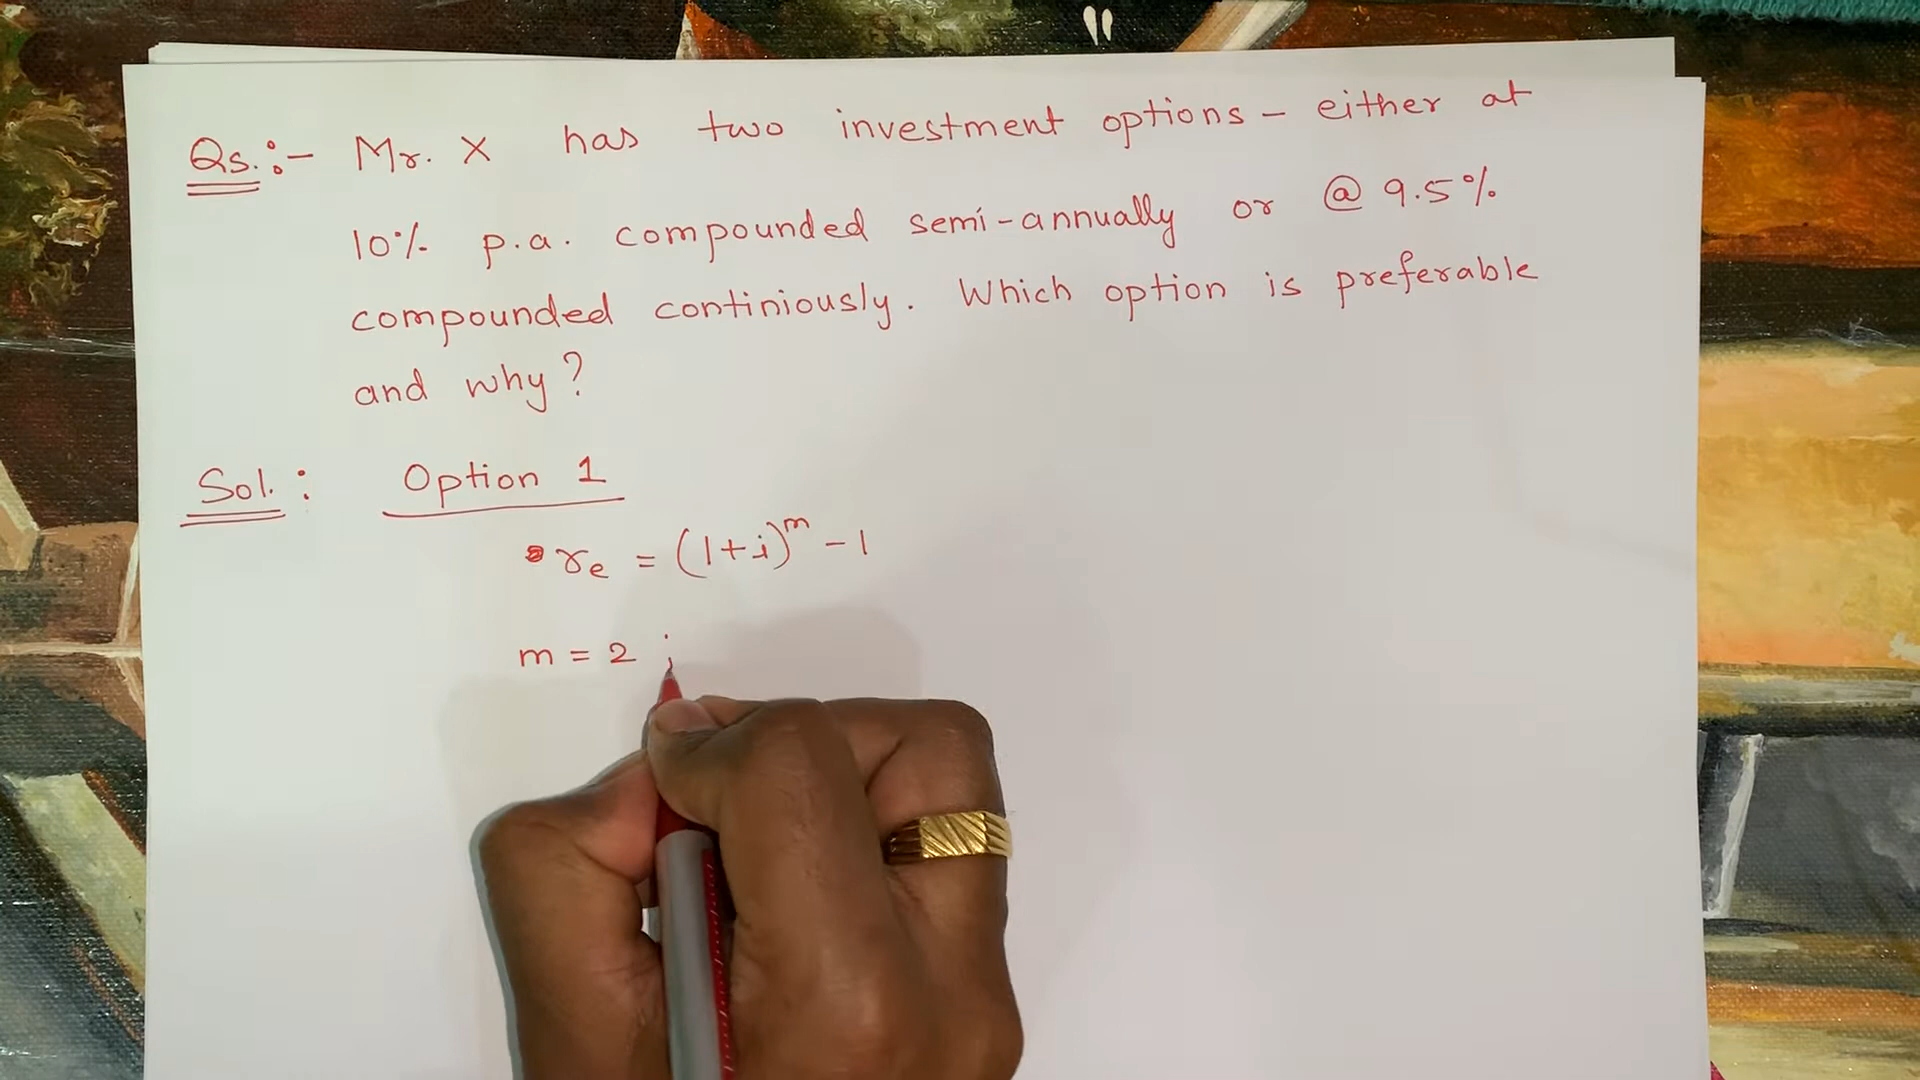 Qs.:- Mr. X has two investment options - either at
10% p.a. compounded semi-annually or @ 9.5%
compounded continiously. Which option is preferable
and why?
Sol. : Option 1
re = (1+i)^m - 1
m = 2 ;